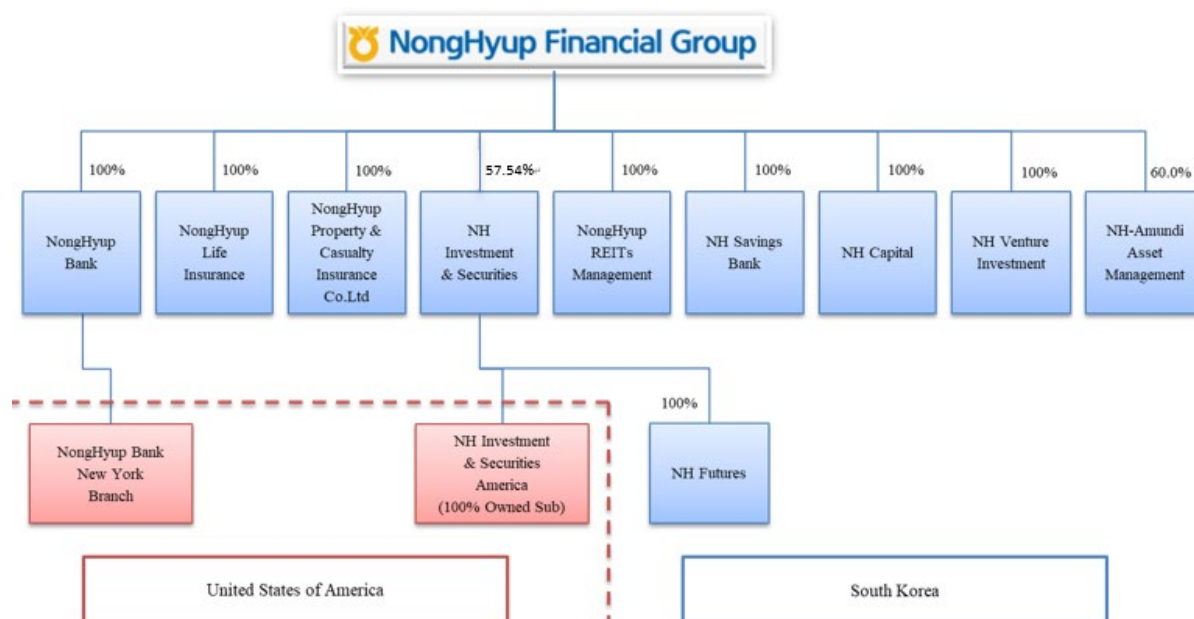 NongHyup Financial Group
100%
100%
100%
57.54%
100%
100%
100%
100%
60.0%
NongHyup
Bank
NongHyup
Life
Insurance
NongHyup
Property &
Casualty
Insurance
Co.Ltd
NH
Investment
& Securities
NongHyup
REITs
Management
NH Savings
Bank
NH Capital
NH Venture
Investment
NH-Amundi
Asset
Management
100%
NongHyup Bank
New York
Branch
NH Investment
& Securities
America
(100% Owned Sub)
NH Futures
United States of America
South Korea